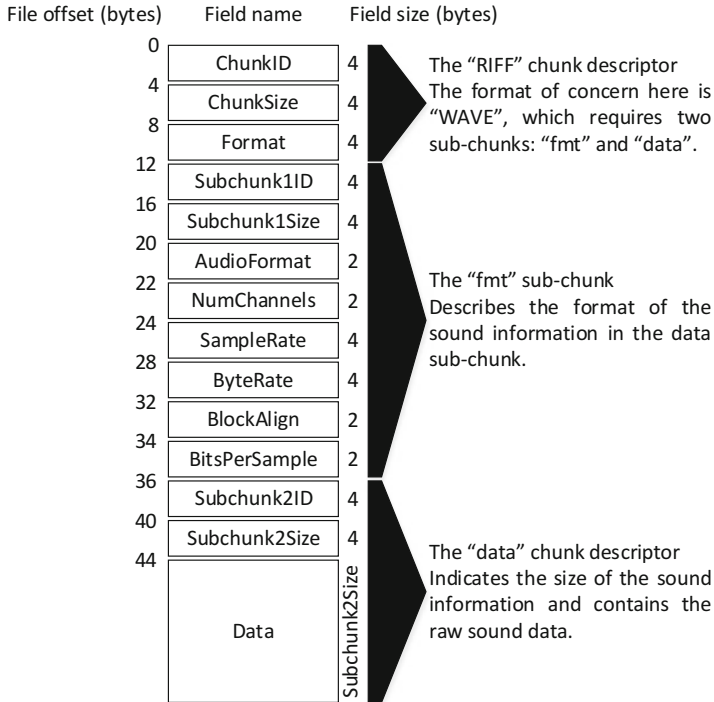 File offset (bytes) Field name Field size (bytes)
0
ChunkID 4
4
ChunkSize 4
8
Format 4
12
The “RIFF” chunk descriptor
The format of concern here is
“WAVE”, which requires two
sub-chunks: “fmt” and “data”.
Subchunk1ID 4
16
Subchunk1Size 4
20
AudioFormat 2
22
NumChannels 2
24
SampleRate 4
28
ByteRate 4
32
BlockAlign 2
34
BitsPerSample 2
36
The “fmt” sub-chunk
Describes the format of the
sound information in the data
sub-chunk.
Subchunk2ID 4
40
Subchunk2Size 4
44
Data
Subchunk2Size
The “data” chunk descriptor
Indicates the size of the sound
information and contains the
raw sound data.